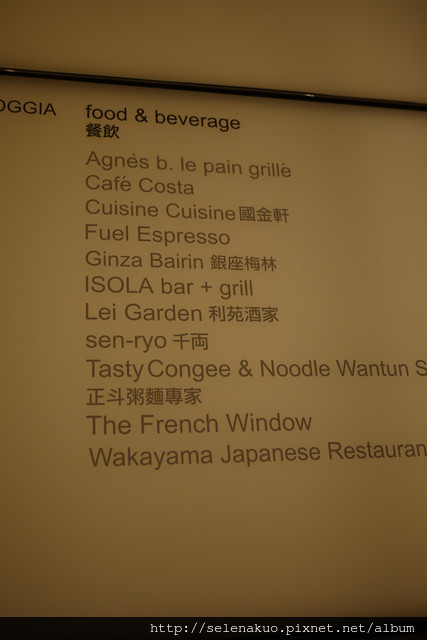 OGGIA
food & beverage
餐飲
Agnès b. le pain grillé
Café Costa
Cuisine Cuisine 國金軒
Fuel Espresso
Ginza Bairin 銀座梅林
ISOLA bar + grill
Lei Garden 利苑酒家
sen-ryo 千両
Tasty Congee & Noodle Wantun S
正斗粥麵專家
The French Window
Wakayama Japanese Restauran
http://selenakuo.pixnet.net/album